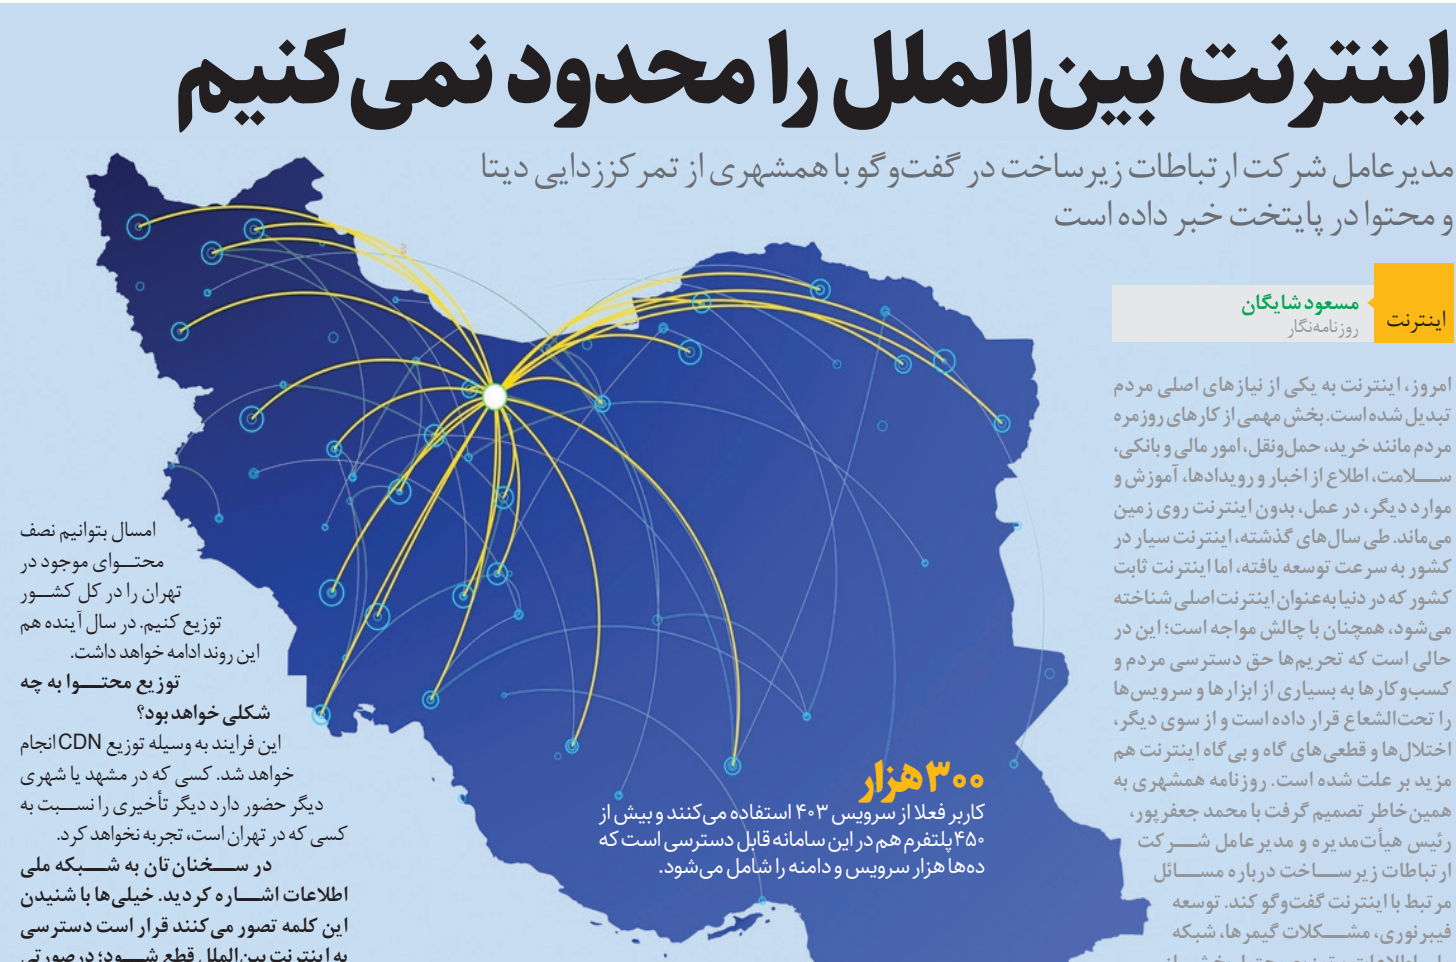 اینترنت بین‌الملل را محدود نمی‌کنیم
مدیرعامل شرکت ارتباطات زیرساخت در گفت‌وگو با همشهری از تمرکززدایی دیتا
و محتوا در پایتخت خبر داده است
اینترنت
مسعود شایگان
روزنامه‌نگار
امروز، اینترنت به یکی از نیازهای اصلی مردم
تبدیل شده است. بخش مهمی از کارهای روزمره
مردم مانند خرید، حمل‌ونقل، امور مالی و بانکی،
سلامت، اطلاع از اخبار و رویدادها، آموزش و
موارد دیگر، در عمل، بدون اینترنت روی زمین
می‌ماند. طی سال‌های گذشته، اینترنت سیار در
کشور به سرعت توسعه یافته، اما اینترنت ثابت
کشور که در دنیا به‌عنوان اینترنت اصلی شناخته
می‌شود، همچنان با چالش مواجه است؛ این در
حالی است که تحریم‌ها حق دسترسی مردم و
کسب‌وکارها به بسیاری از ابزارها و سرویس‌ها
را تحت‌الشعاع قرار داده است و از سوی دیگر،
اختلال‌ها و قطعی‌های گاه و بی‌گاه اینترنت هم
مزید بر علت شده است. روزنامه همشهری به
همین‌خاطر تصمیم گرفت با محمد جعفرپور،
رئیس هیأت‌مدیره و مدیرعامل شرکت
ارتباطات زیرساخت درباره مسائل
مرتبط با اینترنت گفت‌وگو کند. توسعه
فیبرنوری، مشکلات گیمرها، شبکه
۳۰۰ هزار
کاربر فعلا از سرویس ۴۰۳ استفاده می‌کنند و بیش از
۴۵۰ پلتفرم هم در این سامانه قابل دسترسی است که
ده‌ها هزار سرویس و دامنه را شامل می‌شود.
امسال بتوانیم نصف
محتوای موجود در
تهران را در کل کشور
توزیع کنیم. در سال آینده هم
این روند ادامه خواهد داشت.
توزیع محتوا به چه
شکلی خواهد بود؟
این فرایند به وسیله توزیع CDN انجام
خواهد شد. کسی که در مشهد یا شهری
دیگر حضور دارد دیگر تأخیری را نسبت به
کسی که در تهران است، تجربه نخواهد کرد.
در سخنان تان به شبکه ملی
اطلاعات اشاره کردید. خیلی‌ها با شنیدن
این کلمه تصور می‌کنند قرار است دسترسی
به اینترنت بین‌الملل قطع شود؛ درصورتی